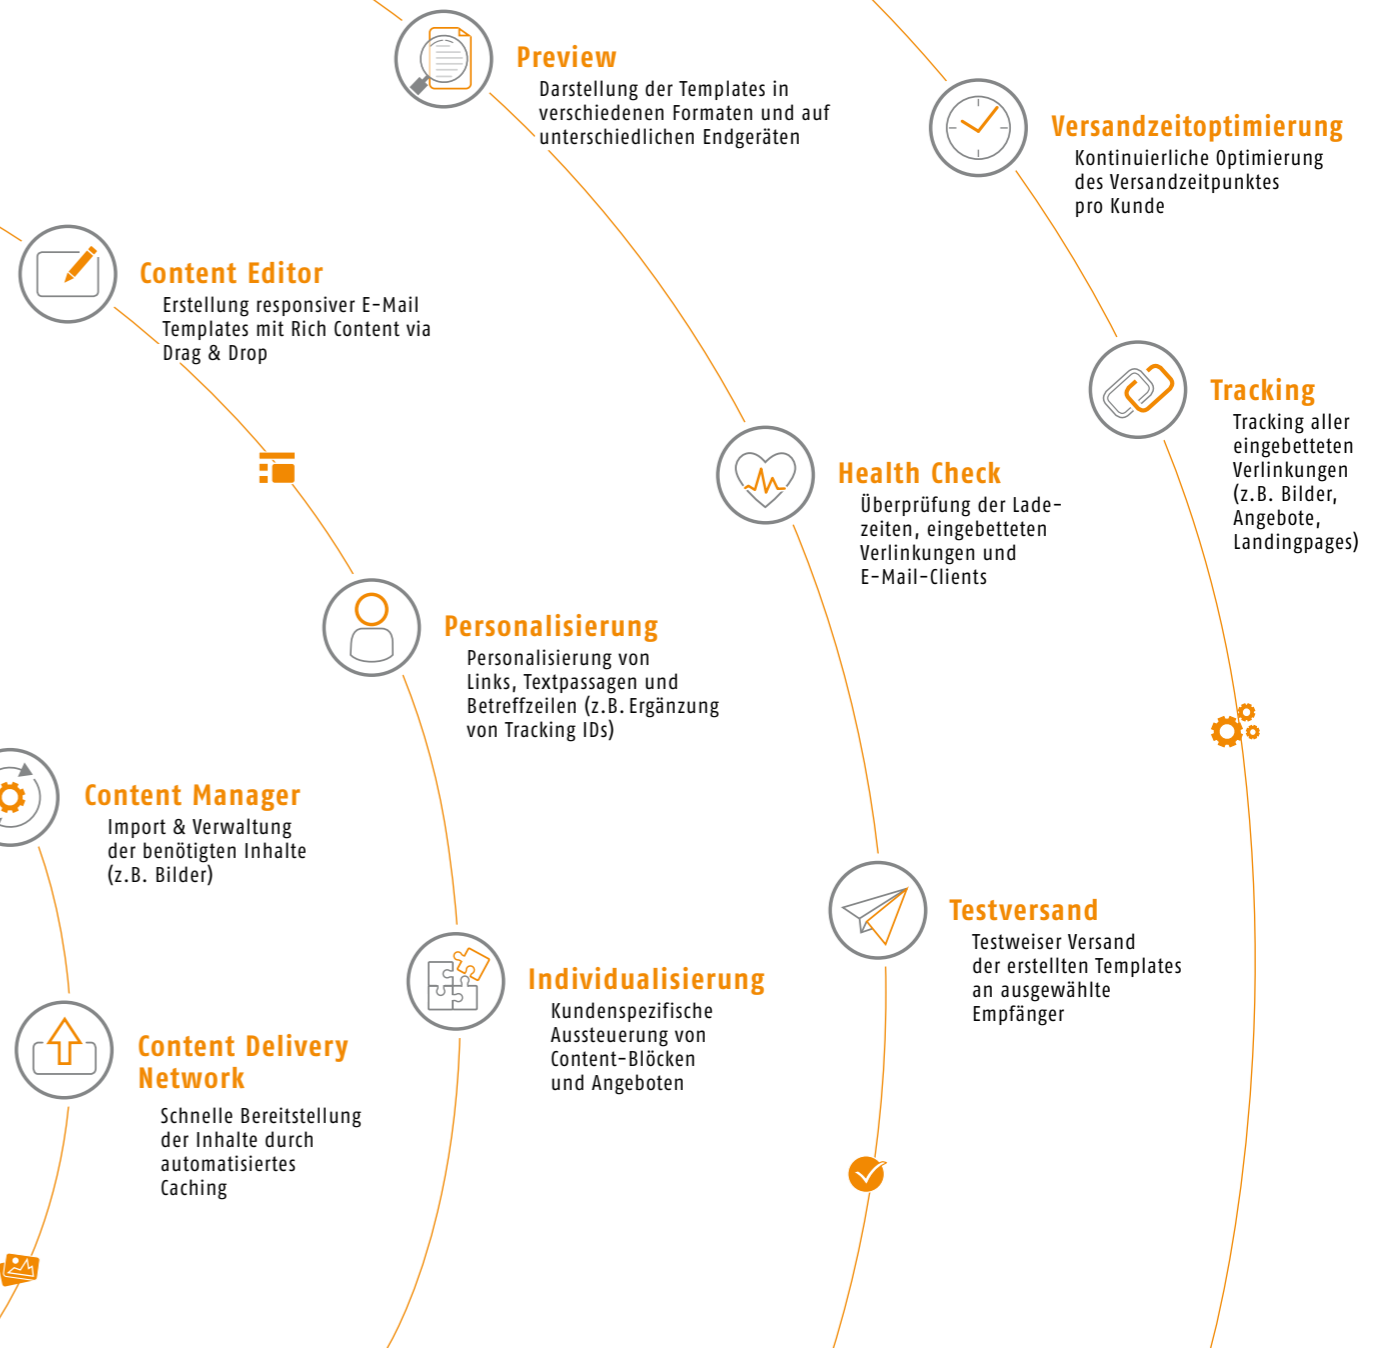 Preview
Darstellung der Templates in
verschiedenen Formaten und auf
unterschiedlichen Endgeräten
Versandzeitoptimierung
Kontinuierliche Optimierung
des Versandzeitpunktes
pro Kunde
Content Editor
Erstellung responsiver E-Mail
Templates mit Rich Content via
Drag & Drop
Tracking
Tracking aller
eingebetteten
Verlinkungen
(z.B. Bilder,
Angebote,
Landingpages)
Health Check
Überprüfung der Lade-
zeiten, eingebetteten
Verlinkungen und
E-Mail-Clients
Personalisierung
Personalisierung von
Links, Textpassagen und
Betreffzeilen (z.B. Ergänzung
von Tracking IDs)
Content Manager
Import & Verwaltung
der benötigten Inhalte
(z.B. Bilder)
Testversand
Testweiser Versand
der erstellten Templates
an ausgewählte
Empfänger
Individualisierung
Kundenspezifische
Aussteuerung von
Content-Blöcken
und Angeboten
Content Delivery
Network
Schnelle Bereitstellung
der Inhalte durch
automatisiertes
Caching